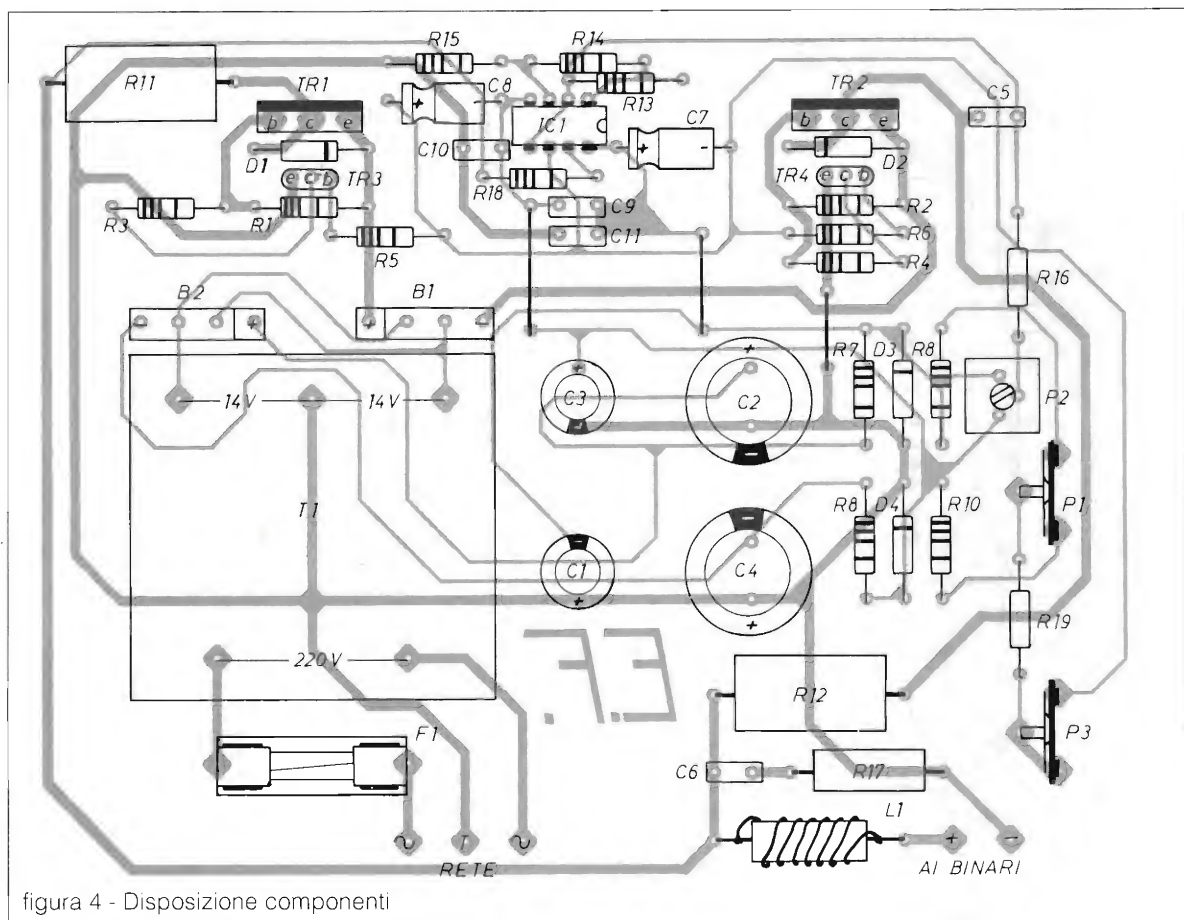 R15
R14
R11
TR1
C8
R13
TR2
C5
b c e
+ -
IC1
C7
b c e
D1
C10
+ -
D2
e c b
TR3
R18
TR4
e c b
R3
R1
C9
R2
R5
C11
R6
R4
R16
B2
B1
- +
+ -
R7
D3
R8
+
+
14V
14V
C3
C2
P2
-
-
T1
R8
D4
R10
P1
-
-
C1
C4
+
+
R19
220V
F.F.
R12
F1
P3
C6
R17
L1
~ T ~
+ -
RETE
AI BINARI
figura 4 - Disposizione componenti